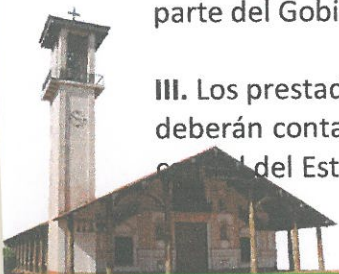 parte del Gobi
III. Los prestad
deberán conta
del Est